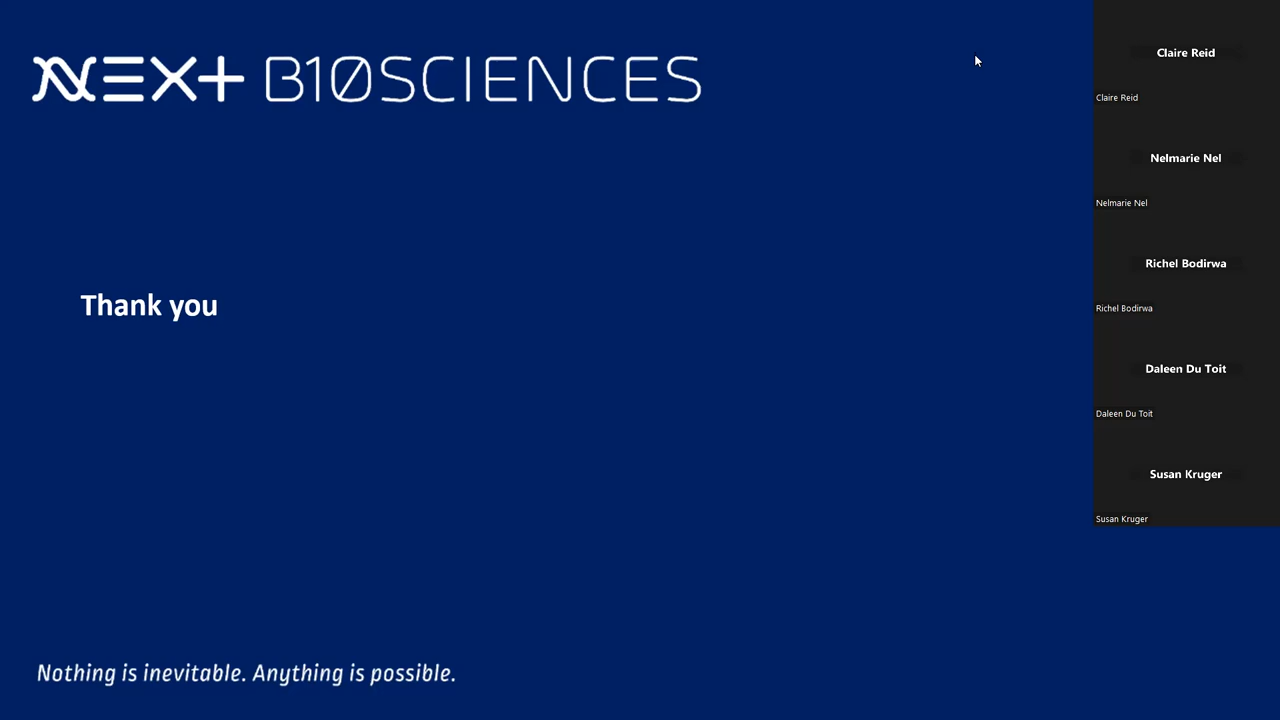 NEXT B10SCIENCES
Thank you
Nothing is inevitable. Anything is possible.
Claire Reid
Claire Reid
Nelmarie Nel
Nelmarie Nel
Richel Bodirwa
Richel Bodirwa
Daleen Du Toit
Daleen Du Toit
Susan Kruger
Susan Kruger